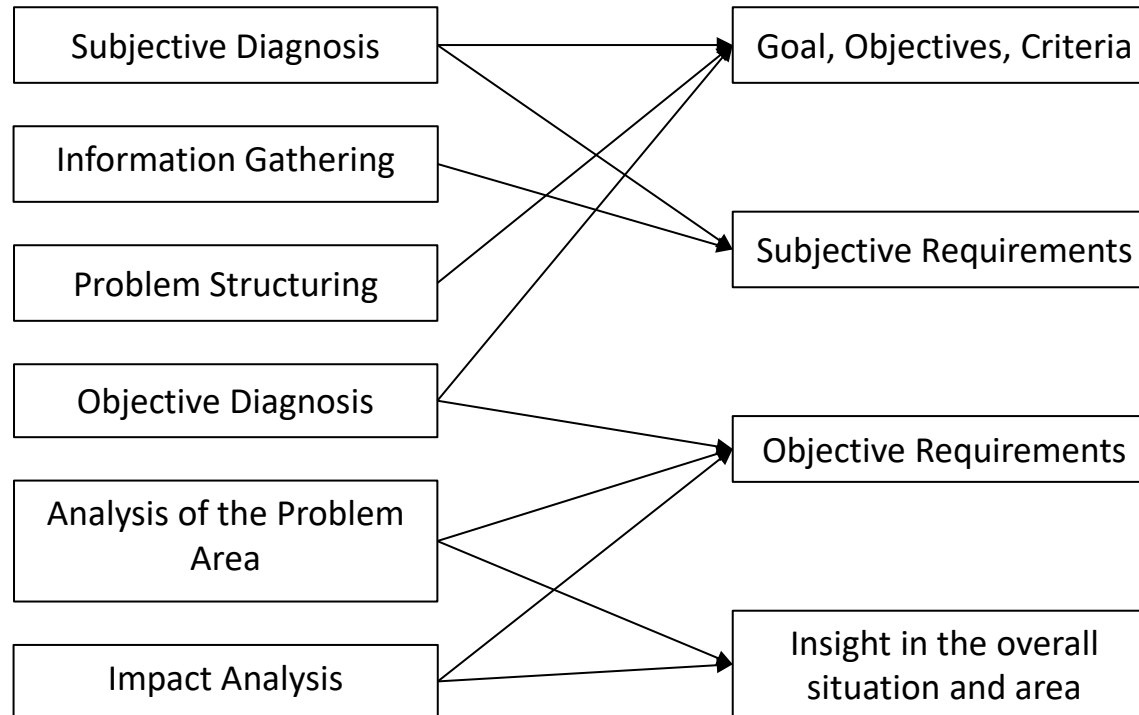 Subjective Diagnosis
Information Gathering
Problem Structuring
Objective Diagnosis
Analysis of the Problem
Area
Impact Analysis
Goal, Objectives, Criteria
Subjective Requirements
Objective Requirements
Insight in the overall
situation and area